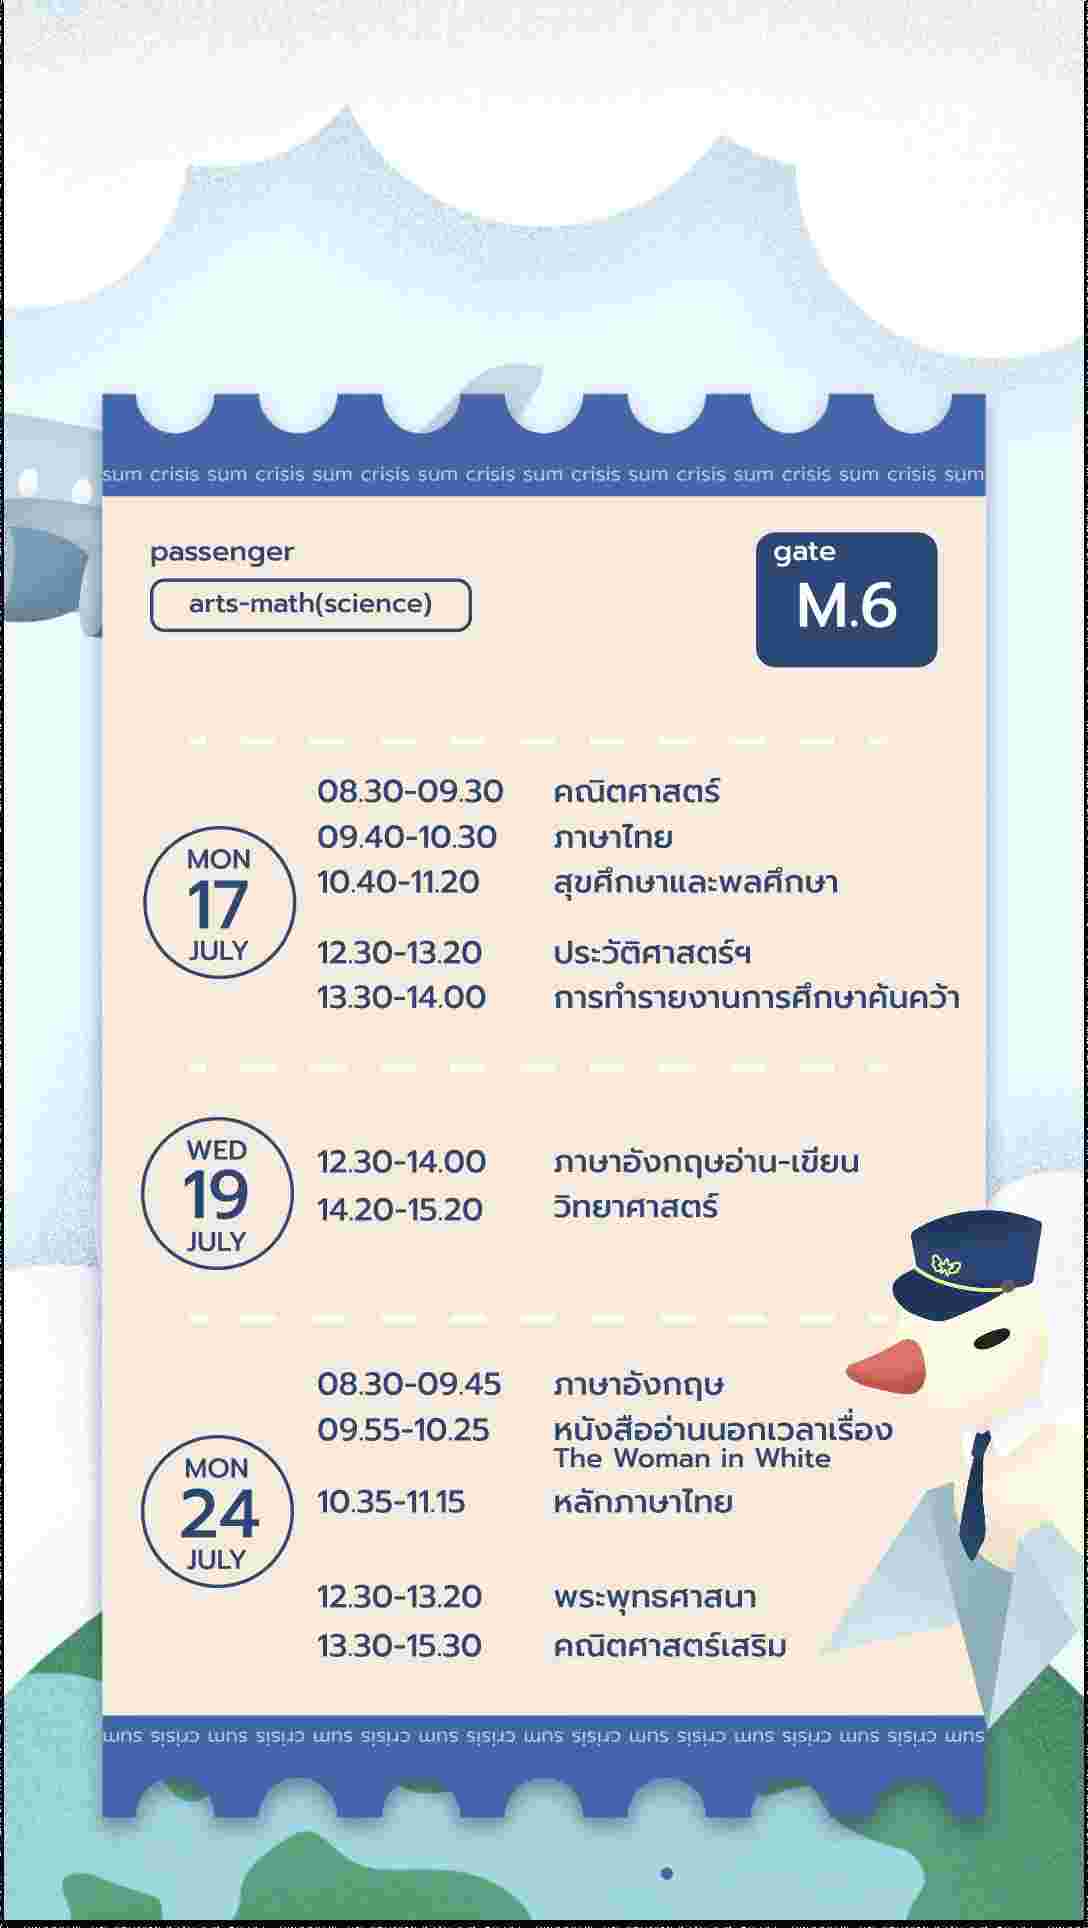 sum crisis sum crisis sum crisis sum crisis sum crisis sum crisis sum crisis sum crisis sum
passenger
arts-math(science)
gate
M.6
MON
17
JULY
08.30-09.30 คณิตศาสตร์
09.40-10.30 ภาษาไทย
10.40-11.20 สุขศึกษาและพลศึกษา
12.30-13.20 ประวัติศาสตร์ฯ
13.30-14.00 การทำรายงานการศึกษาค้นคว้า
WED
19
JULY
12.30-14.00 ภาษาอังกฤษอ่าน-เขียน
14.20-15.20 วิทยาศาสตร์
MON
24
JULY
08.30-09.45 ภาษาอังกฤษ
09.55-10.25 หนังสืออ่านนอกเวลาเรื่อง
The Woman in White
10.35-11.15 หลักภาษาไทย
12.30-13.20 พระพุทธศาสนา
13.30-15.30 คณิตศาสตร์เสริม
sum crisis sum crisis sum crisis sum crisis sum crisis sum crisis sum crisis sum crisis sum